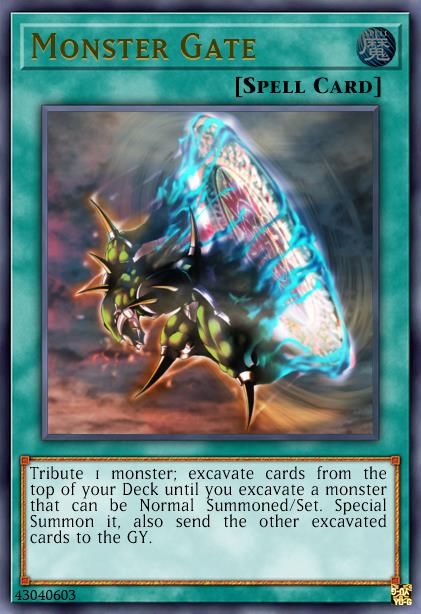 Monster Gate
魔
[Spell Card]
Tribute 1 monster; excavate cards from the
top of your Deck until you excavate a monster
that can be Normal Summoned/Set. Special
Summon it, also send the other excavated
cards to the GY.
43040603